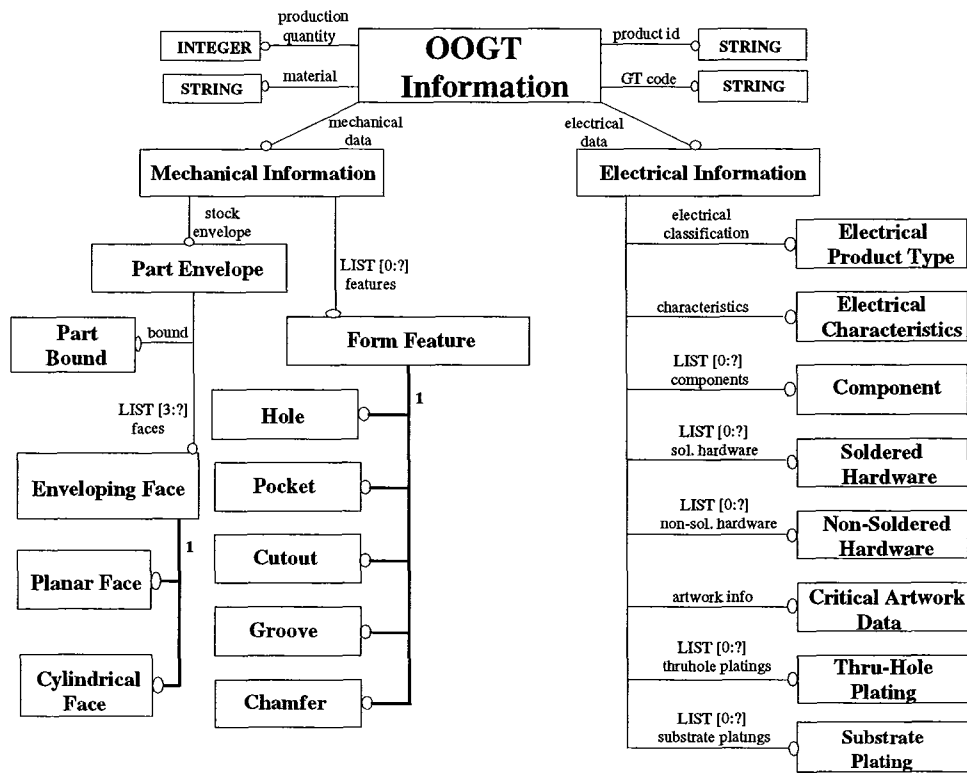 production
quantity
OOGT
Information
INTEGER
STRING
material
product id
STRING
GT code
STRING
mechanical
data
electrical
data
Mechanical Information
Electrical Information
stock
envelope
Part Envelope
LIST [0:?]
features
bound
Part
Bound
Form Feature
1
LIST [3:?]
faces
Enveloping Face
1
Planar Face
Cylindrical
Face
Hole
Pocket
Cutout
Groove
Chamfer
electrical
classification
Electrical
Product Type
characteristics
Electrical
Characteristics
LIST [0:?]
components
Component
LIST [0:?]
sol. hardware
Soldered
Hardware
LIST [0:?]
non-sol. hardware
Non-Soldered
Hardware
artwork info
Critical Artwork
Data
LIST [0:?]
thruhole platings
Thru-Hole
Plating
LIST [0:?]
substrate platings
Substrate
Plating